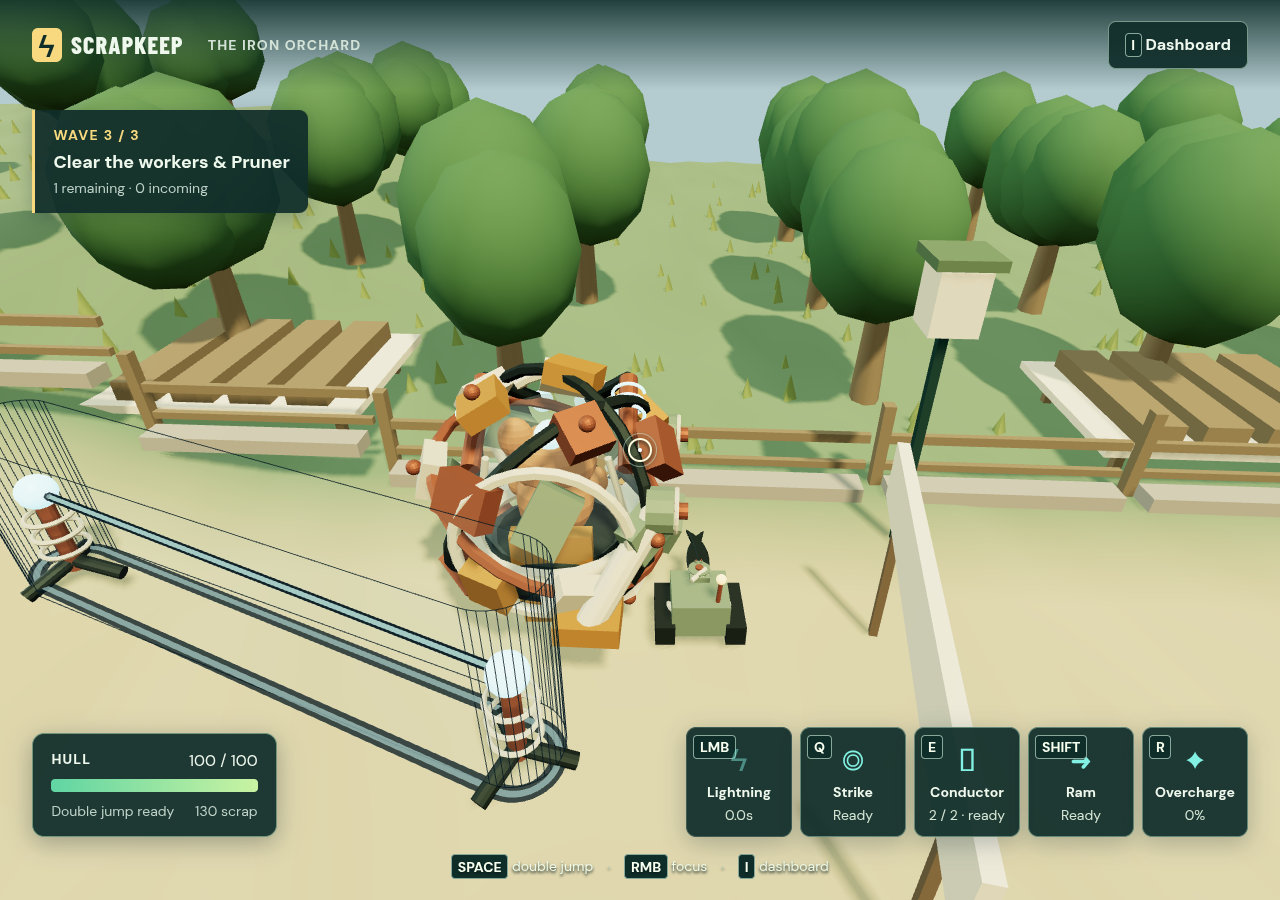 SCRAPKEEP THE IRON ORCHARD
I Dashboard
WAVE 3 / 3
Clear the workers & Pruner
1 remaining · 0 incoming
HULL 100 / 100
Double jump ready 130 scrap
LMB
Lightning
0.0s
Q
Strike
Ready
E
Conductor
2 / 2 · ready
SHIFT
Ram
Ready
R
Overcharge
0%
SPACE double jump · RMB focus · I dashboard